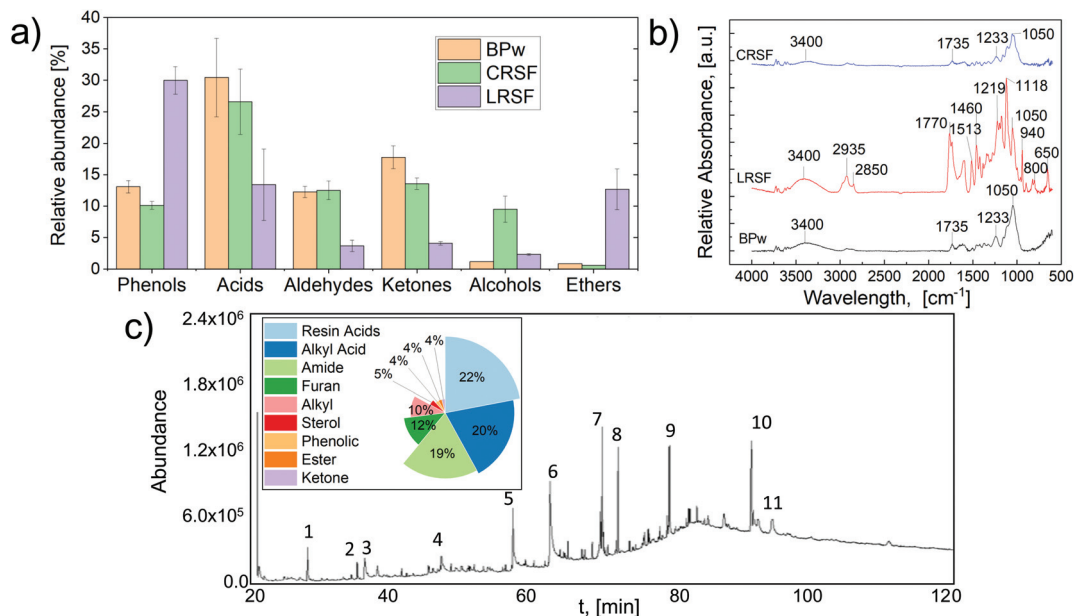 a)
Relative abundance [%]
40
35
30
25
20
15
10
5
0
BPw
CRSF
LRSF
Phenols Acids Aldehydes Ketones Alcohols Ethers
b)
Relative Absorbance, [a.u.]
CRSF
3400
1735
1233
1050
LRSF
3400
2935
2850
1770
1513
1460
1219
1118
1050
940
800
650
BPw
3400
1735
1233
1050
4000 3500 3000 2500 2000 1500 1000 500
Wavelength, [cm⁻¹]
c)
Abundance
2.4x10⁶
1.8x10⁶
1.2x10⁶
6.0x10⁵
0.0
Resin Acids
Alkyl Acid
Amide
Furan
Alkyl
Sterol
Phenolic
Ester
Ketone
22%
20%
19%
12%
10%
5%
4%
4%
4%
1
2
3
4
5
6
7
8
9
10
11
20 40 60 80 100 120
t, [min]